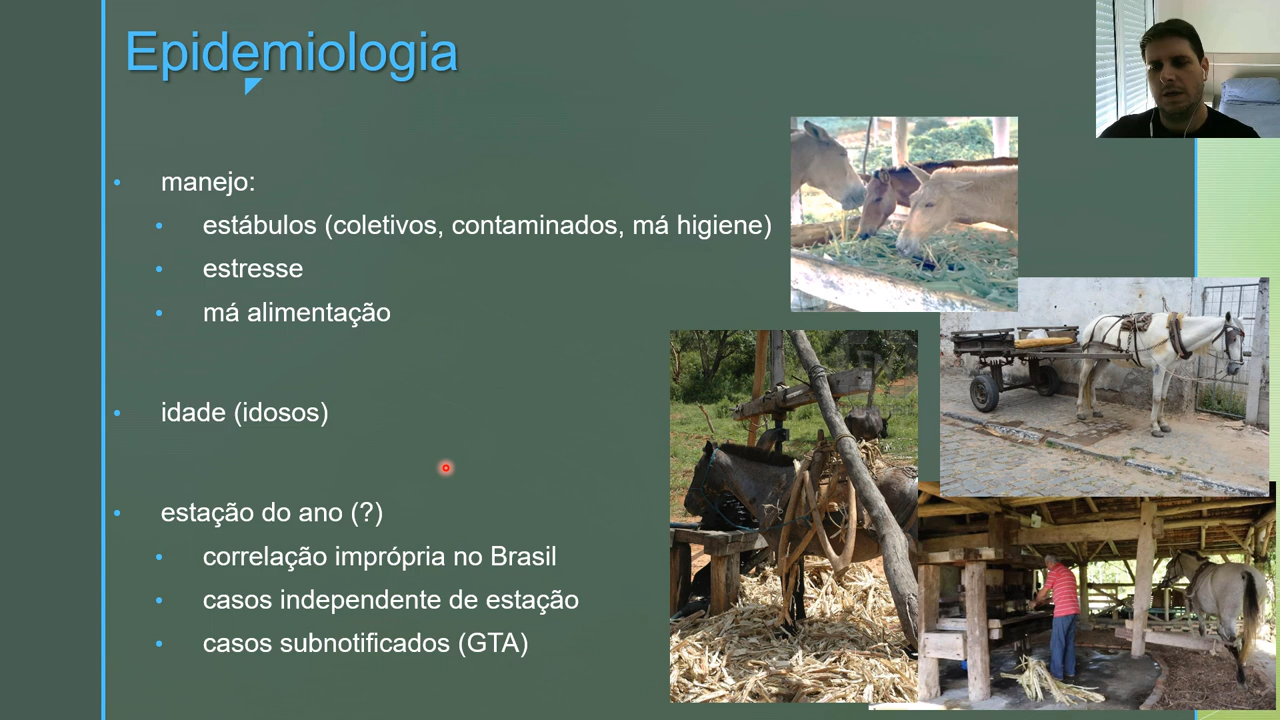 Epidemiologia
manejo:
estábulos (coletivos, contaminados, má higiene)
estresse
má alimentação
idade (idosos)
estação do ano (?)
correlação imprópria no Brasil
casos independente de estação
casos subnotificados (GTA)